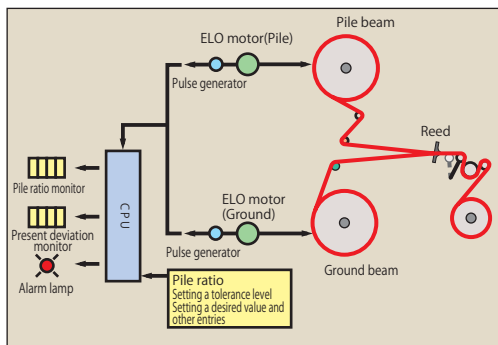 Pile beam
ELO motor(Pile)
Pulse generator
Reed
Pile ratio monitor
CPU
ELO motor
(Ground)
Present deviation
monitor
Pulse generator
Alarm lamp
Ground beam
Pile ratio
Setting a tolerance level
Setting a desired value and
other entries